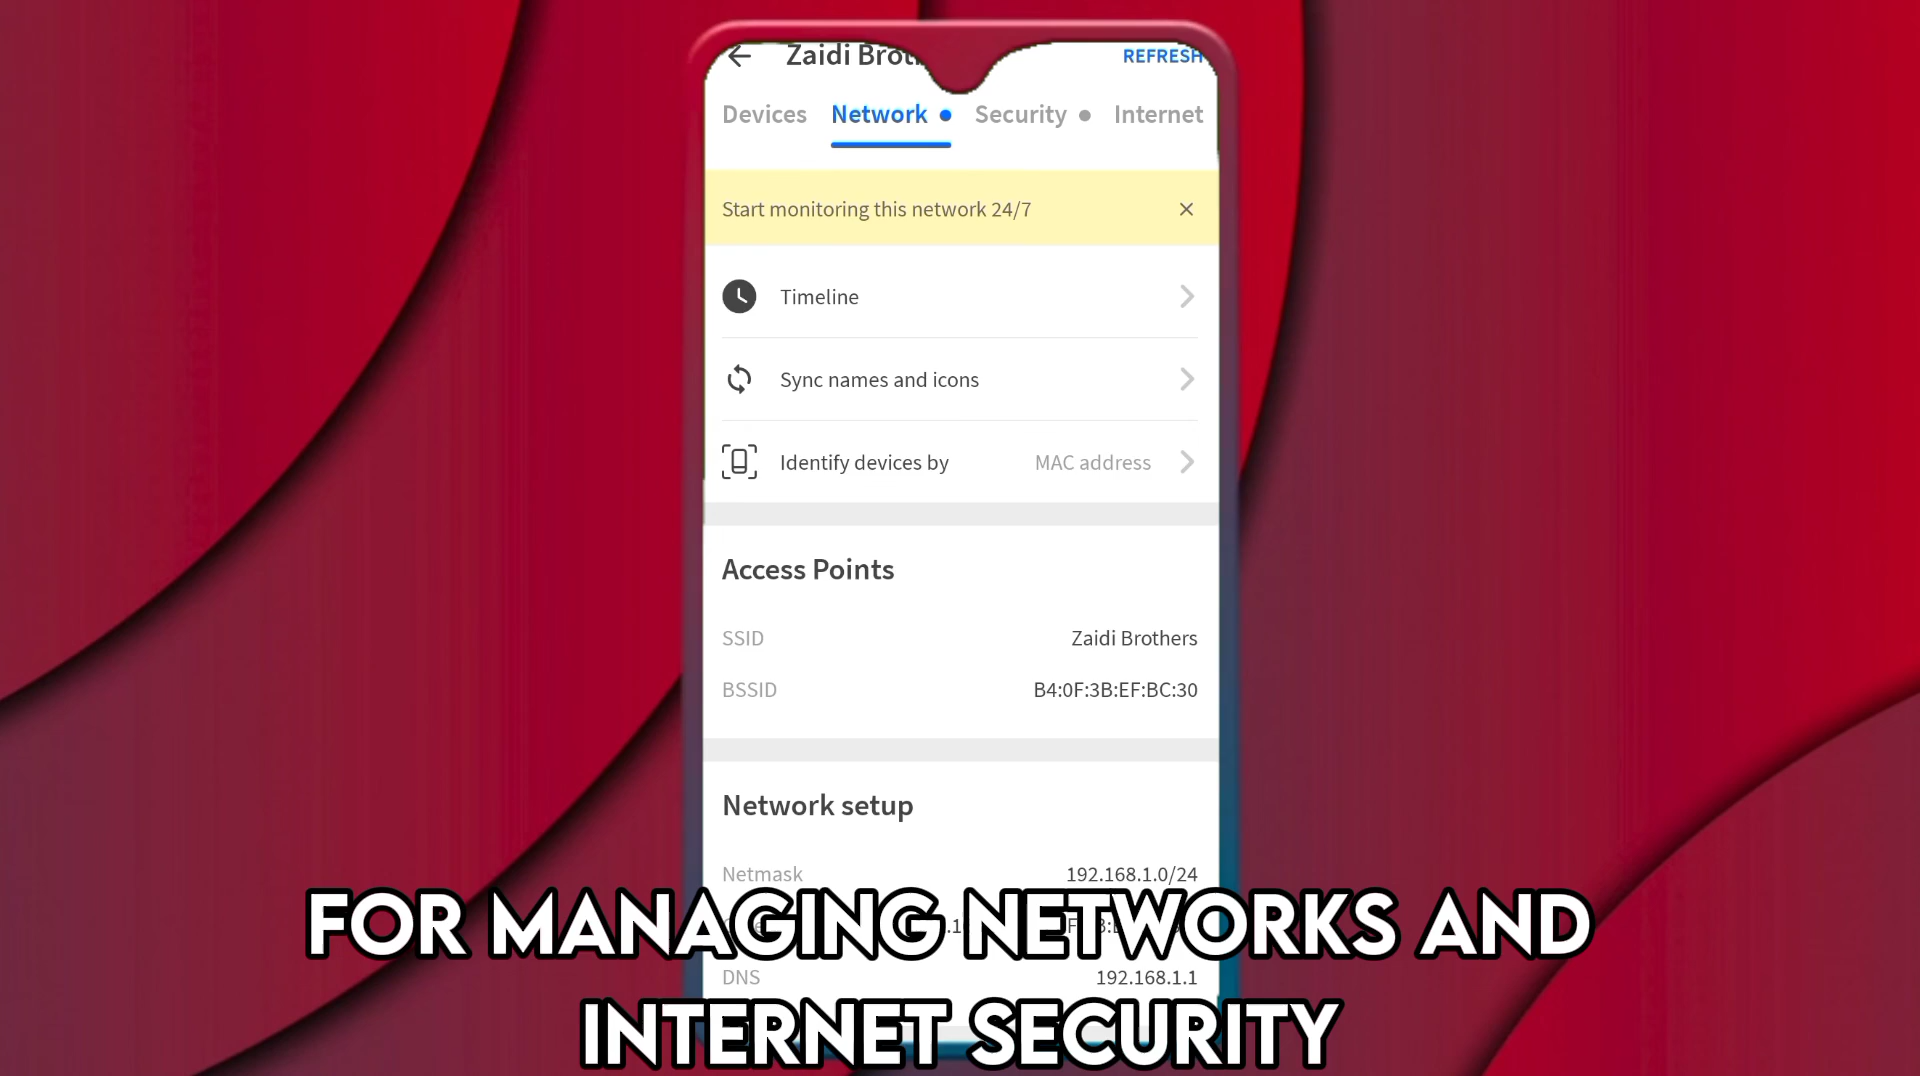 Zaidi REFRESH
Devices Network Security Internet
Start monitoring this network 24/7
Timeline
Sync names and icons
Identify devices by MAC address
Access Points
SSID Zaidi Brothers
BSSID B4:0F:3B:EF:BC:30
Network setup
Netmask 192.168.1.0/24
FOR MANAGING NETWORKS AND
DNS 192.168.1.1
INTERNET SECURITY